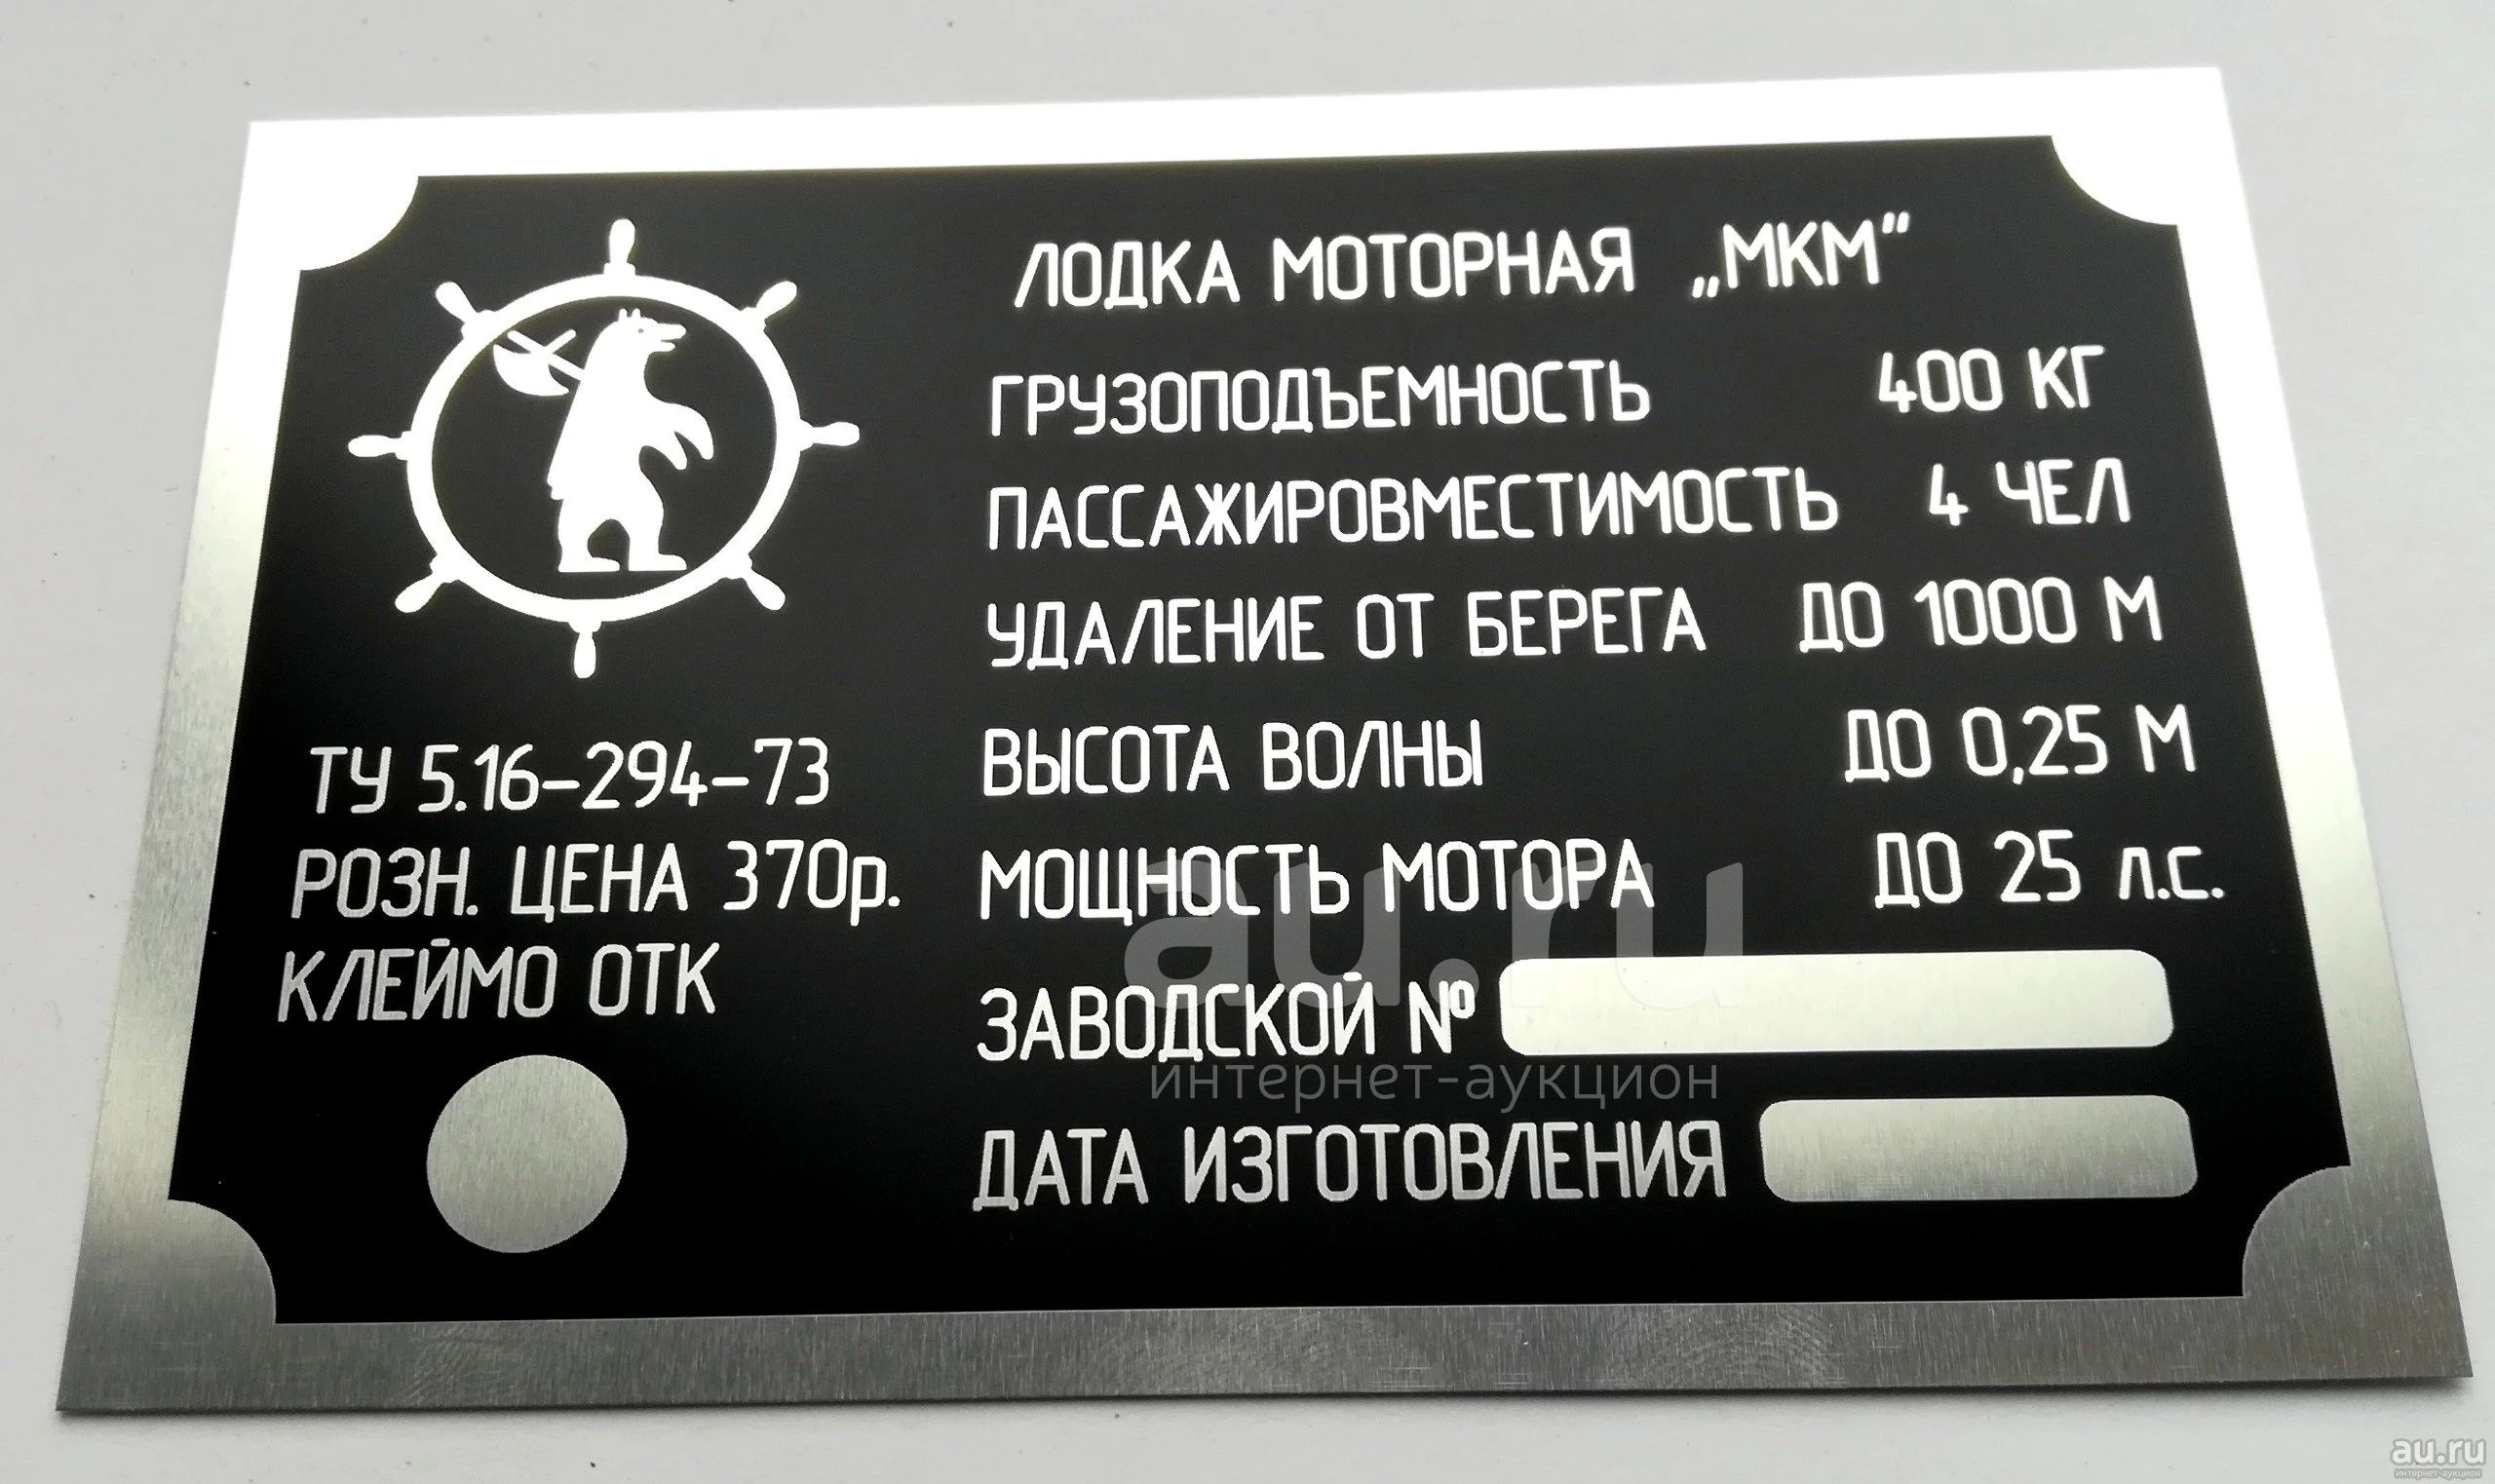 ЛОДКА МОТОРНАЯ „МКМ“
ГРУЗОПОДЪЕМНОСТЬ 400 КГ
ПАССАЖИРОВМЕСТИМОСТЬ 4 ЧЕЛ
УДАЛЕНИЕ ОТ БЕРЕГА ДО 1000 М
ВЫСОТА ВОЛНЫ ДО 0,25 М
МОЩНОСТЬ МОТОРА ДО 25 л.с.
ЗАВОДСКОЙ №
ДАТА ИЗГОТОВЛЕНИЯ
ТУ 5.16-294-73
РОЗН. ЦЕНА 370р.
КЛЕЙМО ОТК
au.ru
интернет-аукцион
au.ru
интернет-аукцион